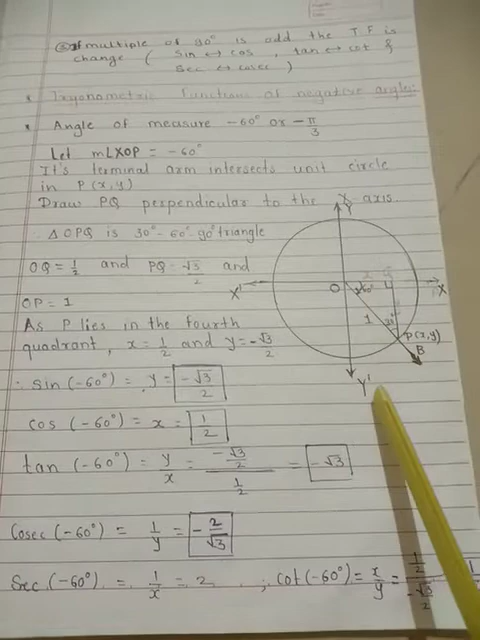 ③ If multiple of 90° is odd the T.F is
change ( sin ↔ cos , tan ↔ cot &
sec ↔ cosec )
Trigonometric functions of negative angles:
Angle of measure -60° or -π/3
Let m∠XOP = -60°
It's terminal arm intersects unit circle
in P(x,y)
Draw PQ perpendicular to the X-axis.
∴ △ OPQ is 30°-60°-90° triangle
OQ = 1/2 and PQ = √3/2 and
OP = 1
As P lies in the fourth
quadrant, x = 1/2 and y = -√3/2
∴ sin(-60°) = y = -√3/2
cos(-60°) = x = 1/2
tan(-60°) = y/x = (-√3/2)/(1/2) = -√3
Cosec(-60°) = 1/y = -2/√3
Sec(-60°) = 1/x = 2 ; cot(-60°) = x/y = (1/2)/(-√3/2)
Y
X'
O
60°
X
1
30°
P(x,y)
B
Y'